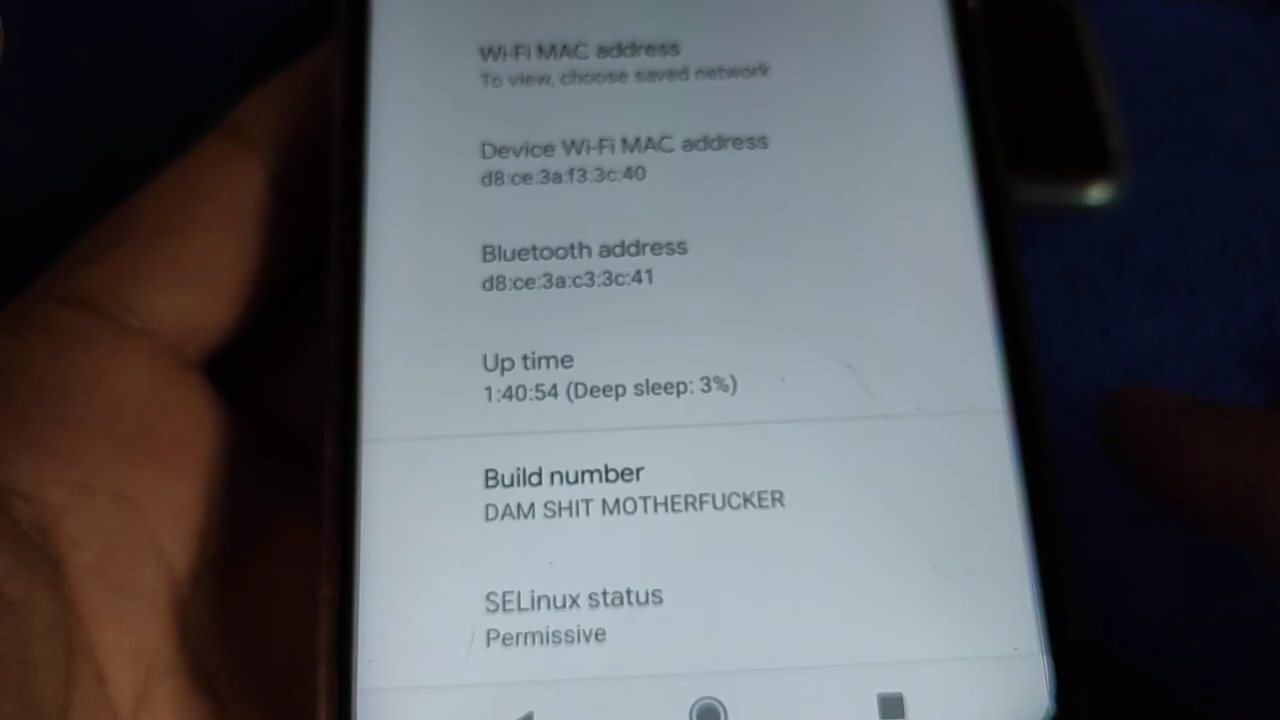 Wi-Fi MAC address
To view, choose saved network
Device Wi-Fi MAC address
d8:ce:3a:f3:3c:40
Bluetooth address
d8:ce:3a:c3:3c:41
Up time
1:40:54 (Deep sleep: 3%)
Build number
DAM SHIT MOTHERFUCKER
SELinux status
Permissive